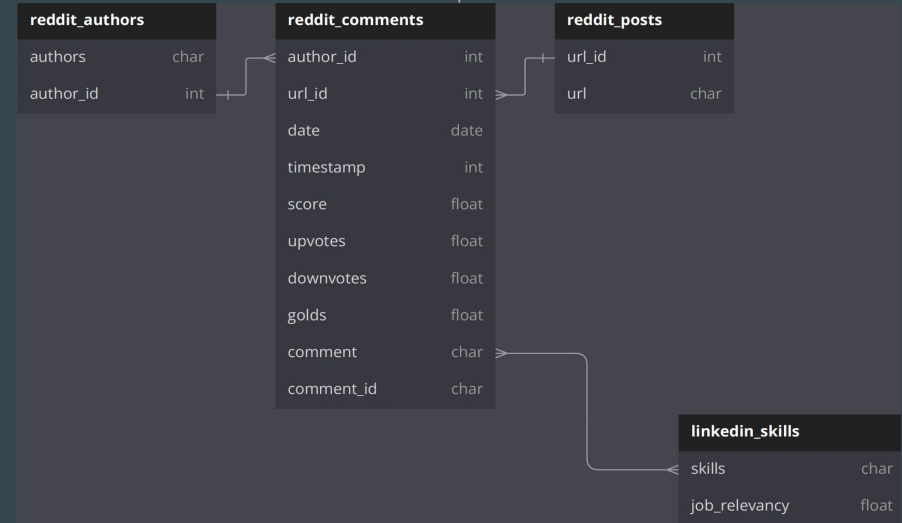 reddit_authors
authors char
author_id int
reddit_comments
author_id int
url_id int
date date
timestamp int
score float
upvotes float
downvotes float
golds float
comment char
comment_id char
reddit_posts
url_id int
url char
linkedin_skills
skills char
job_relevancy float